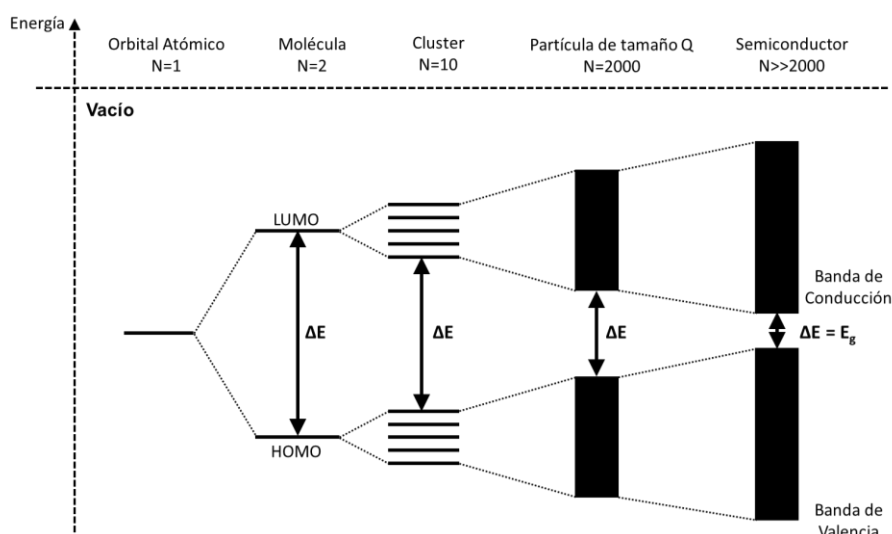 Energía
Orbital Atómico
N=1
Molécula
N=2
Cluster
N=10
Partícula de tamaño Q
N=2000
Semiconductor
N>>2000
Vacío
LUMO
Banda de
Conducción
ΔE
ΔE
ΔE
ΔE = Eg
HOMO
Banda de
Valencia